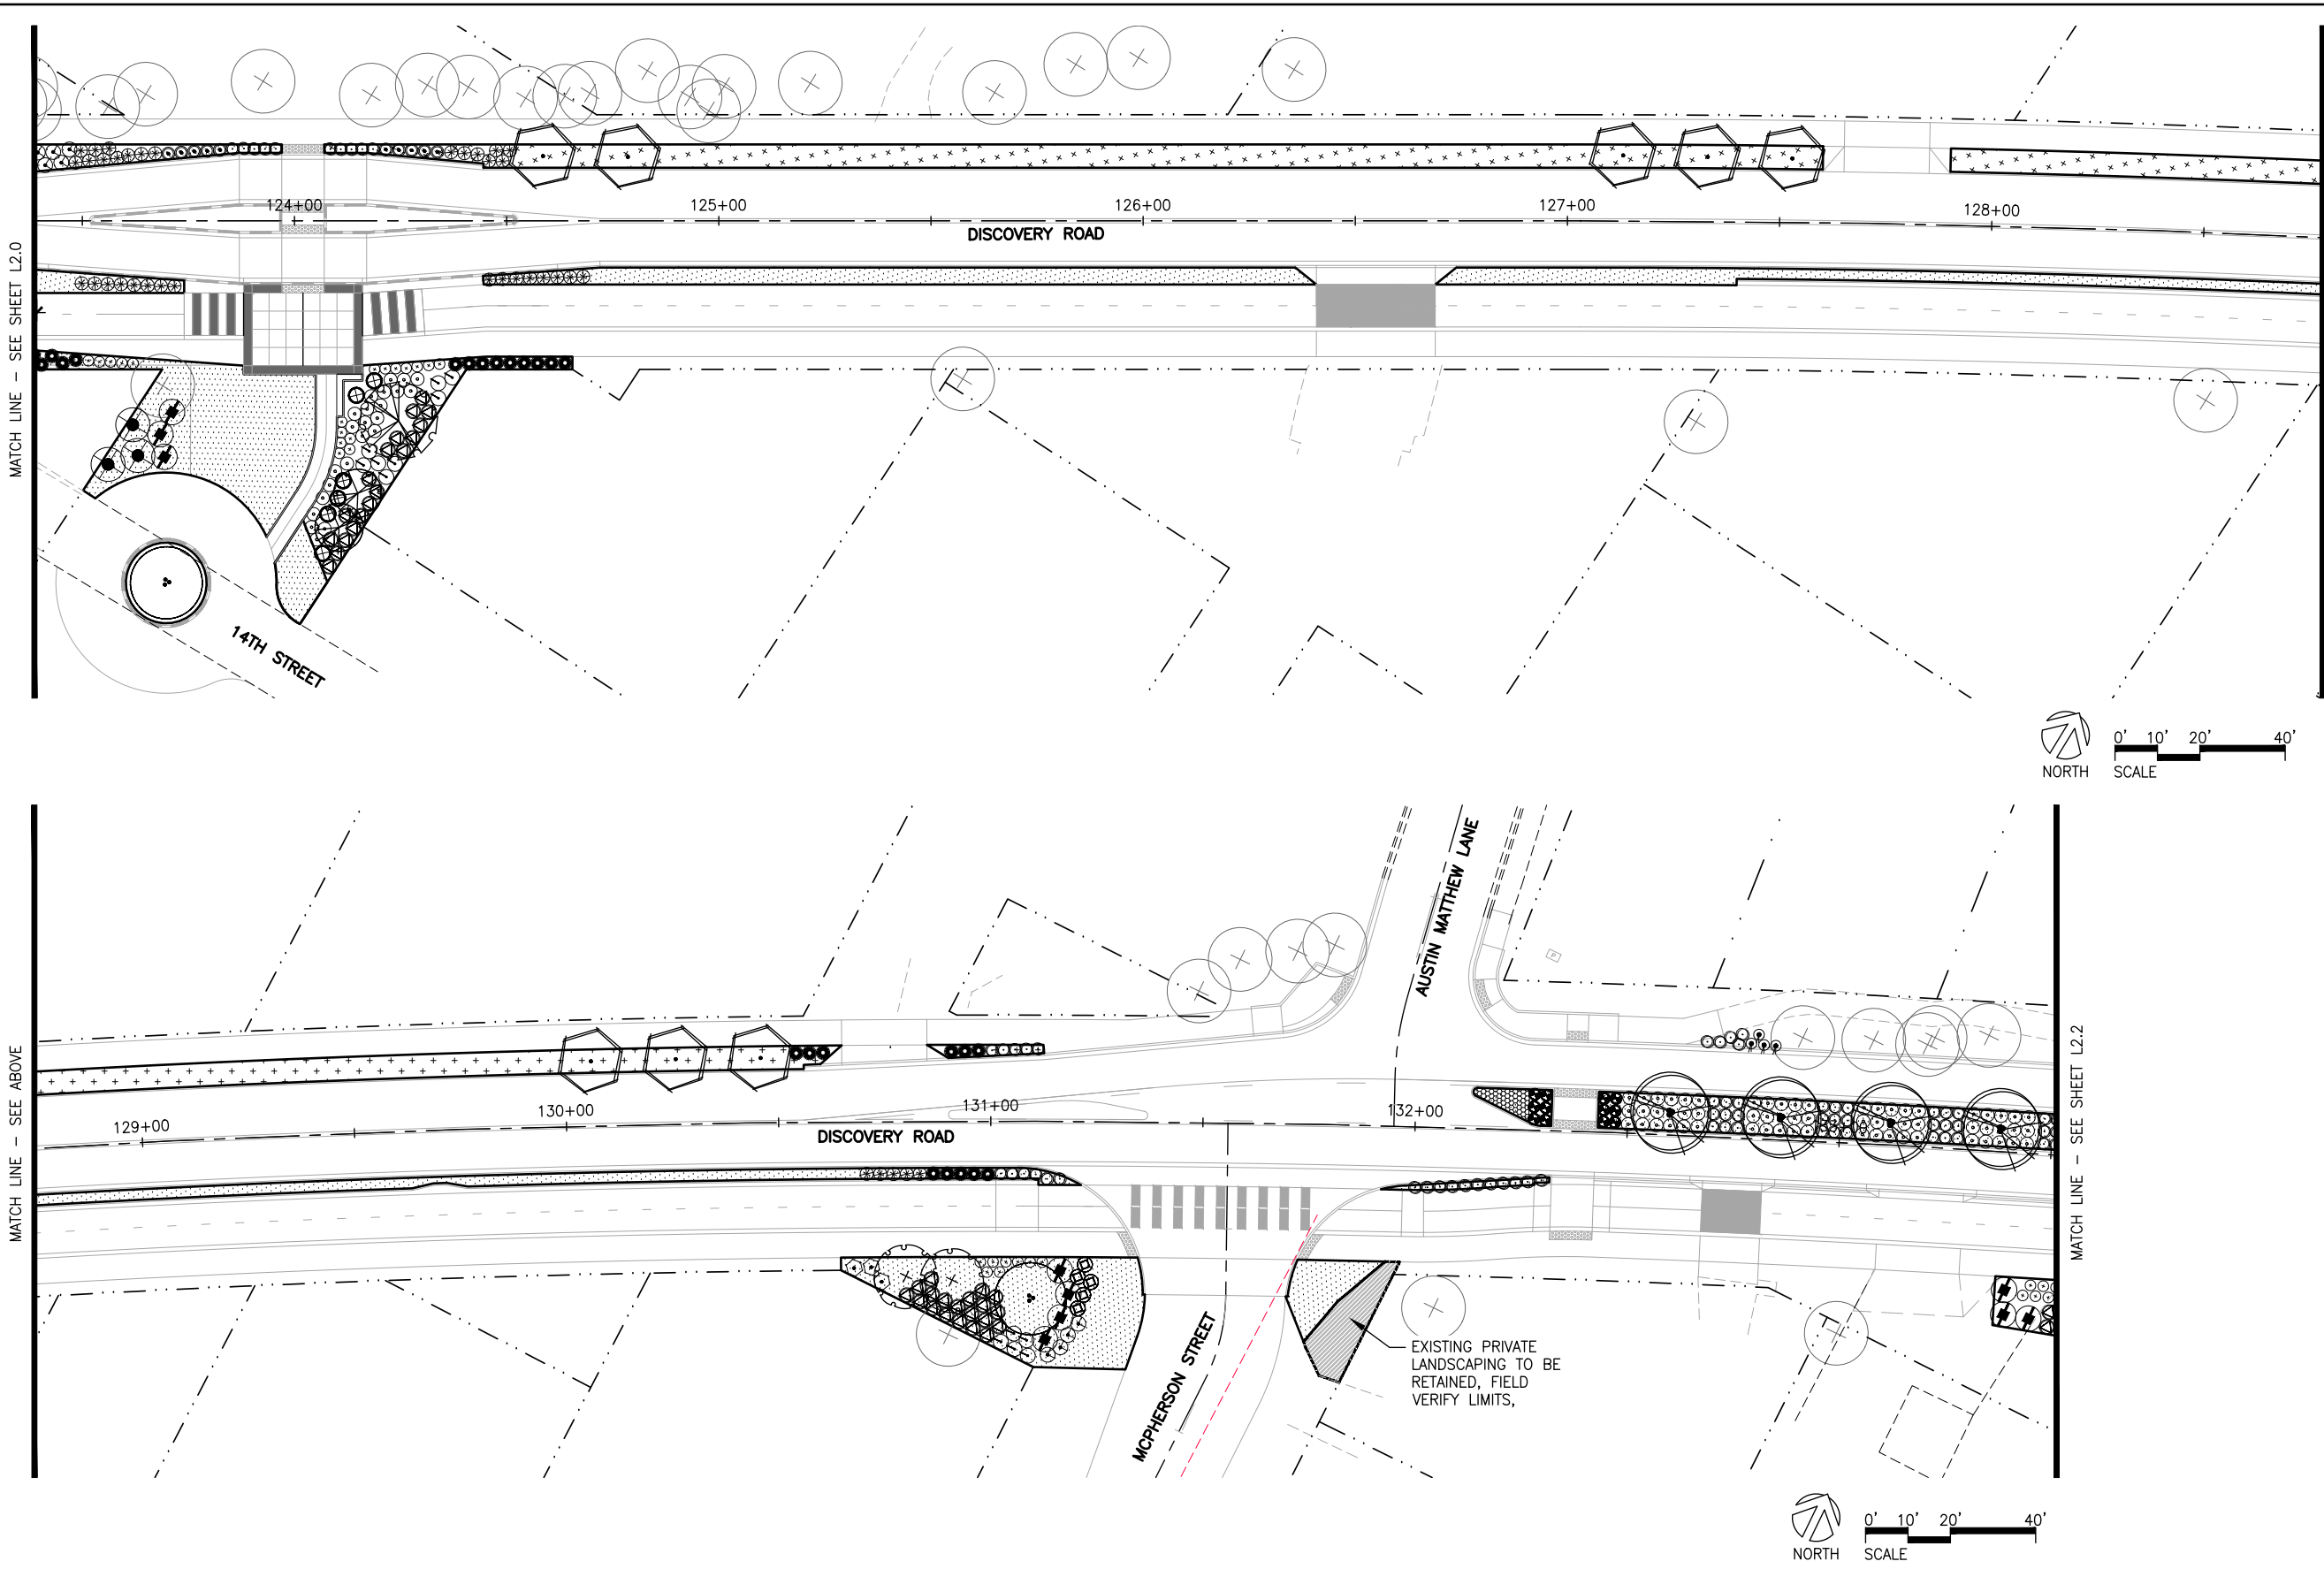 124+00
125+00
126+00
127+00
128+00
DISCOVERY ROAD
MATCH LINE - SEE SHEET L2.0
14TH STREET
0' 10' 20' 40'
NORTH SCALE
AUSTIN MATTHEW LANE
129+00
130+00
131+00
132+00
DISCOVERY ROAD
MATCH LINE - SEE ABOVE
MATCH LINE - SEE SHEET L2.2
MCPHERSON STREET
EXISTING PRIVATE
LANDSCAPING TO BE
RETAINED, FIELD
VERIFY LIMITS,
0' 10' 20' 40'
NORTH SCALE